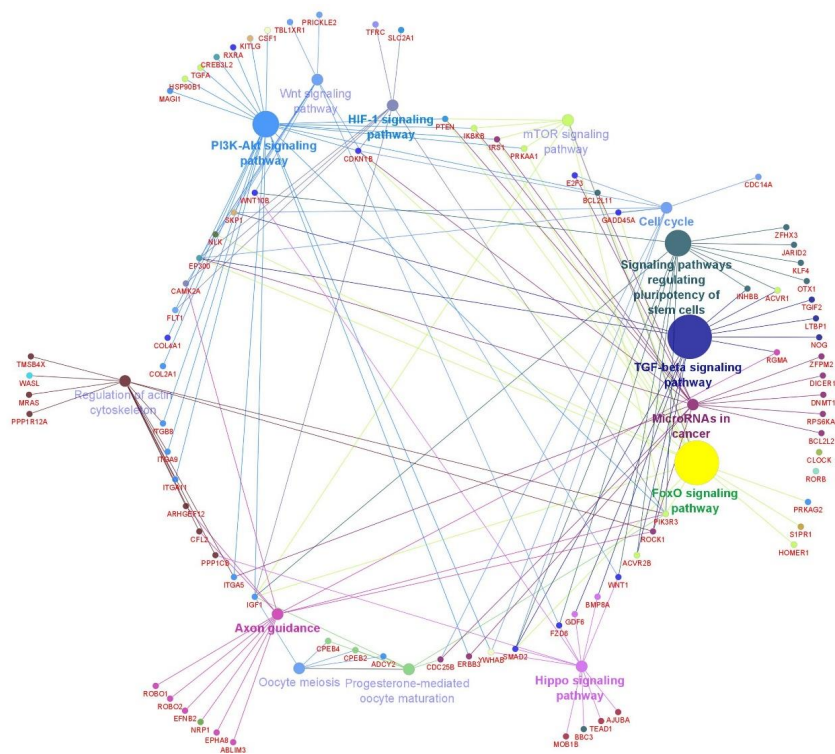 PRICKLE2
TBL1XR1
CSF1
KITLG
RXRA
CREB3L2
TGFA
HSP90B1
MAGI1
TFRC
SLC2A1
Wnt signaling
pathway
HIF-1 signaling
pathway
PI3K-Akt signaling
pathway
mTOR signaling
pathway
PTEN
IKBKB
IRS1
PRKAA1
CDKN1B
E2F3
BCL2L11
CDC14A
GADD45A
Cell cycle
WNT10B
SKP1
NLK
EP300
CAMK2A
FLT1
COL4A1
COL2A1
Signaling pathways
regulating
pluripotency of
stem cells
ZFHX3
JARID2
KLF4
OTX1
INHBB
ACVR1
TGIF2
LTBP1
NOG
TGF-beta signaling
pathway
RGMA
ZFPM2
DICER1
DNMT1
RPS6KA
BCL2L2
MicroRNAs in
cancer
CLOCK
RORB
FoxO signaling
pathway
PRKAG2
S1PR1
HOMER1
TMSB4X
WASL
MRAS
PPP1R12A
Regulation of actin
cytoskeleton
ITGB8
ITGA9
ITGA11
ARHGEF12
CFL2
PPP1CB
ITGA5
IGF1
PIK3R3
ROCK1
ACVR2B
WNT1
BMP8A
GDF6
FZD6
Axon guidance
CPEB4
CPEB2
ADCY2
CDC25B
ERBB3
YWHAB
SMAD2
Oocyte meiosis
Progesterone-mediated
oocyte maturation
Hippo signaling
pathway
ROBO1
ROBO2
EFNB2
NRP1
EPHA8
ABLIM3
AJUBA
TEAD1
BBC3
MOB1B